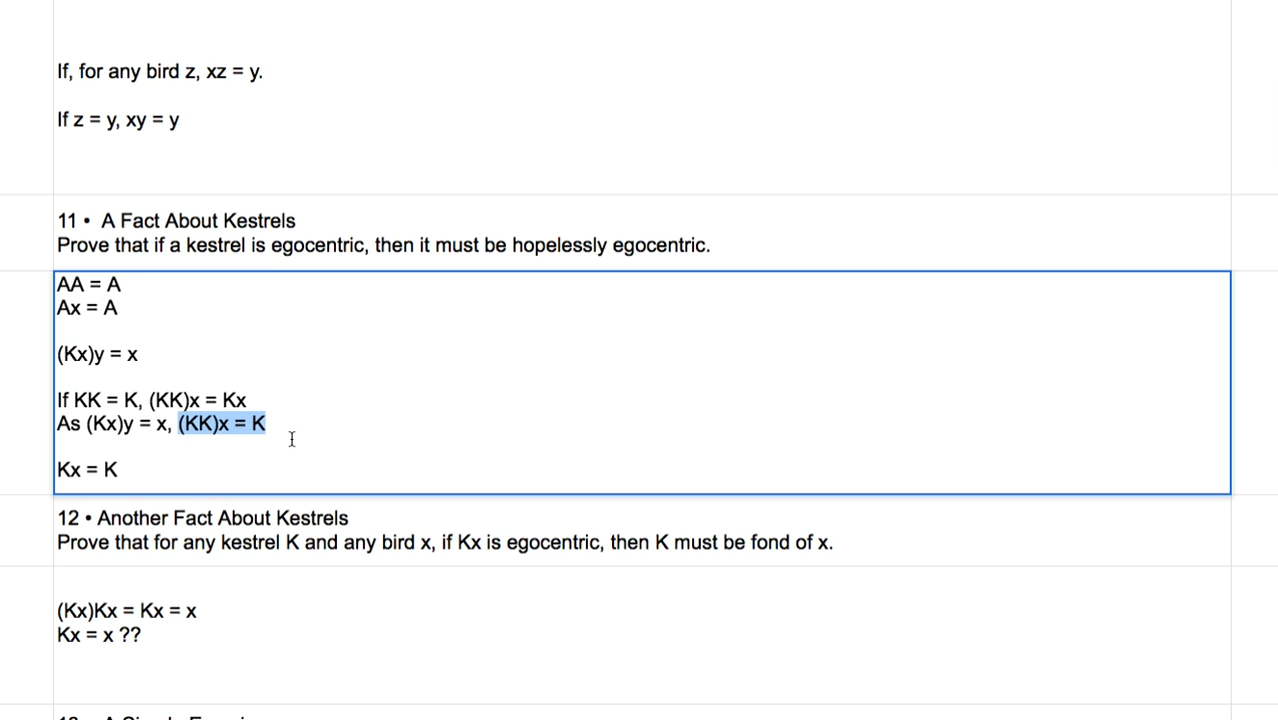 If, for any bird z, xz = y.
If z = y, xy = y
11 • A Fact About Kestrels
Prove that if a kestrel is egocentric, then it must be hopelessly egocentric.
AA = A
Ax = A
(Kx)y = x
If KK = K, (KK)x = Kx
As (Kx)y = x, (KK)x = K
Kx = K
12 • Another Fact About Kestrels
Prove that for any kestrel K and any bird x, if Kx is egocentric, then K must be fond of x.
(Kx)Kx = Kx = x
Kx = x ??